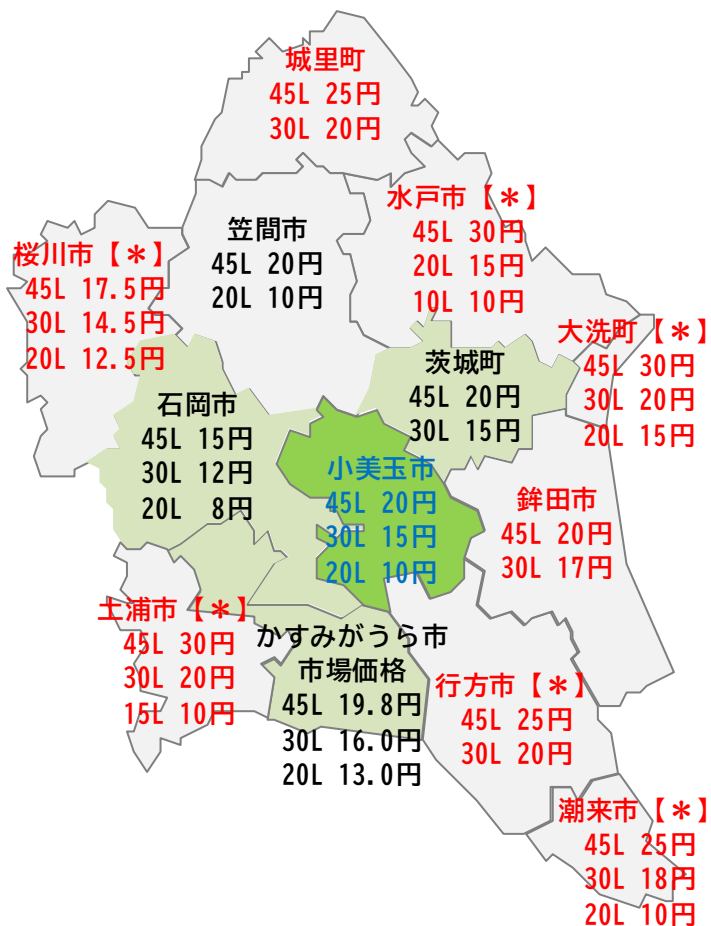 城里町
45L 25円
30L 20円
水戸市【＊】
45L 30円
20L 15円
10L 10円
笠間市
45L 20円
20L 10円
桜川市【＊】
45L 17.5円
30L 14.5円
20L 12.5円
大洗町【＊】
45L 30円
30L 20円
20L 15円
茨城町
45L 20円
30L 15円
石岡市
45L 15円
30L 12円
20L 8円
小美玉市
45L 20円
30L 15円
20L 10円
鉾田市
45L 20円
30L 17円
土浦市【＊】
45L 30円
30L 20円
15L 10円
かすみがうら市
市場価格
45L 19.8円
30L 16.0円
20L 13.0円
行方市【＊】
45L 25円
30L 20円
潮来市【＊】
45L 25円
30L 18円
20L 10円